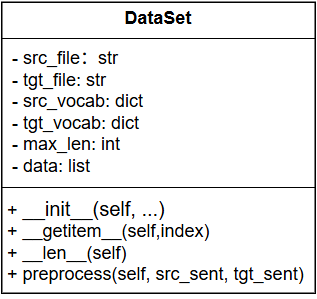 DataSet
- src_file：str
- tgt_file: str
- src_vocab: dict
- tgt_vocab: dict
- max_len: int
- data: list
+ __init__(self, ...)
+ __getitem__(self,index)
+ __len__(self)
+ preprocess(self, src_sent, tgt_sent)